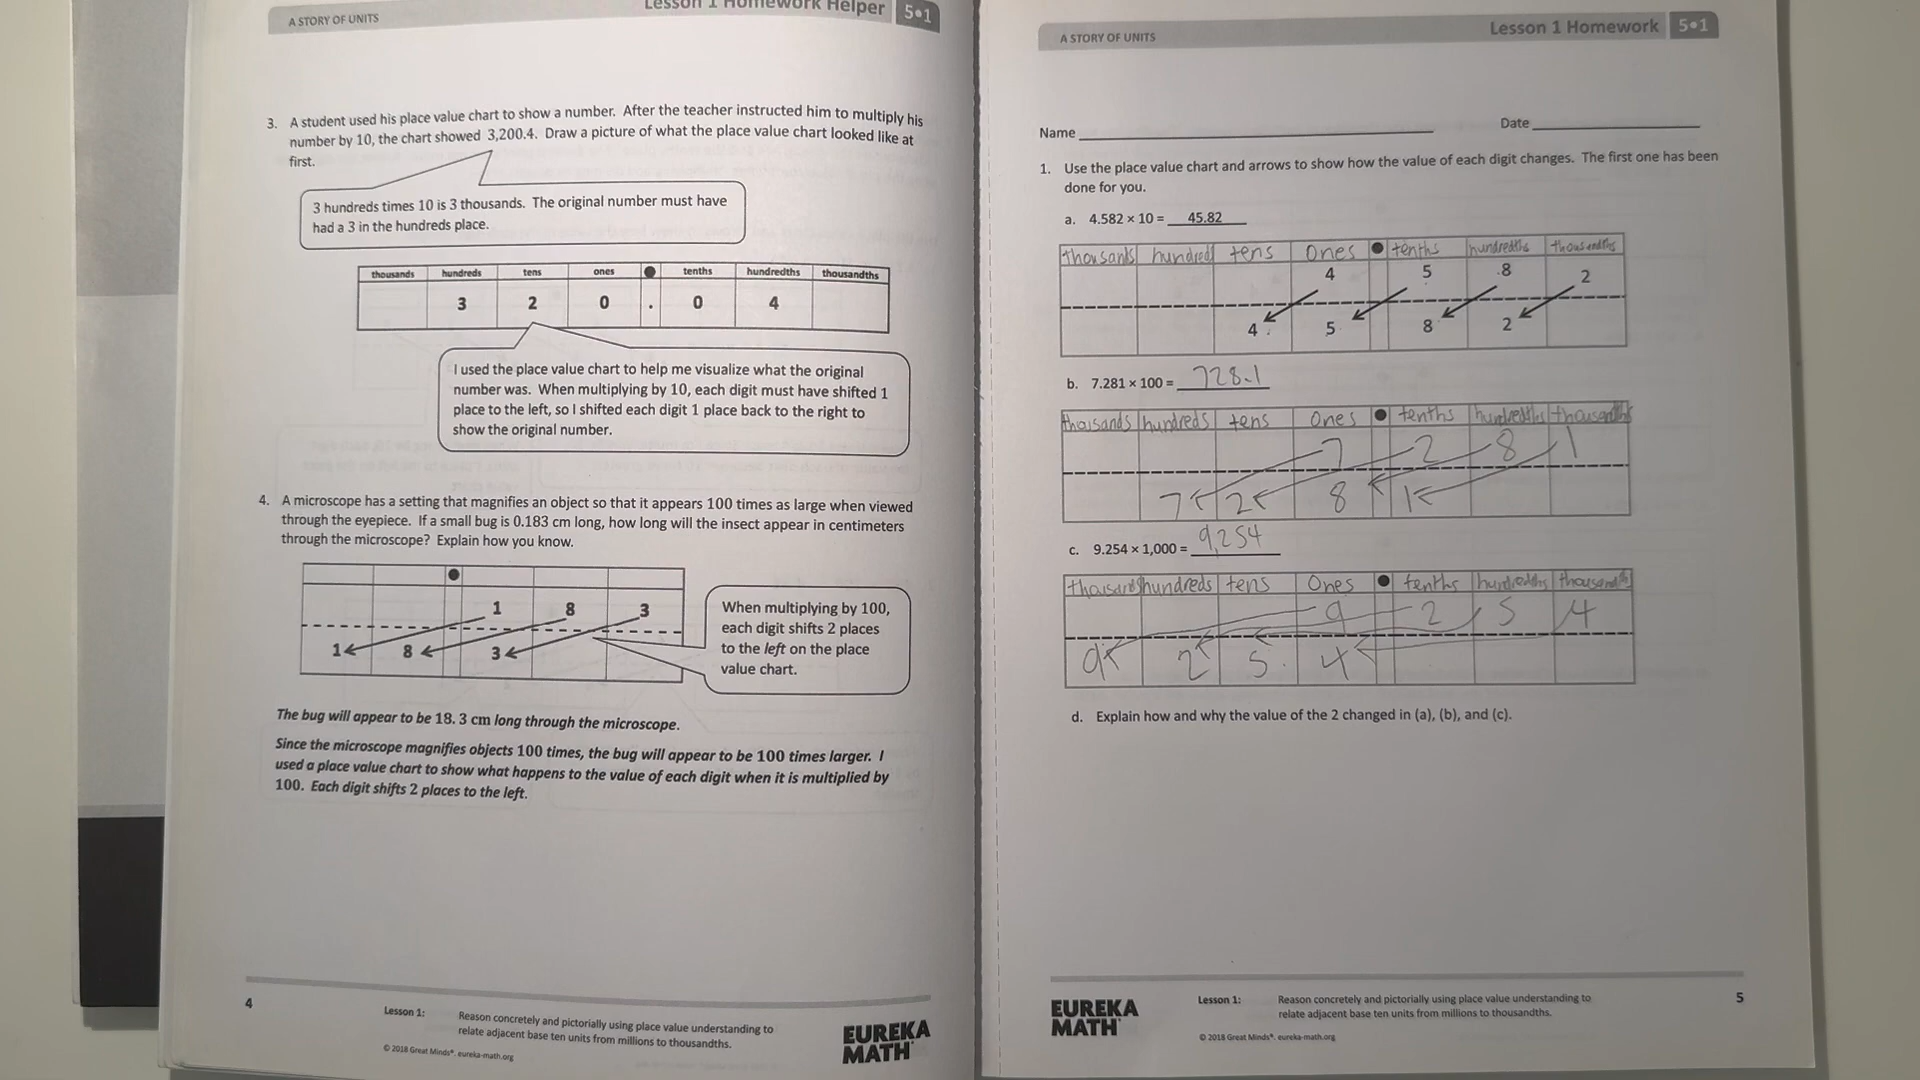 A STORY OF UNITS
Lesson 1 Homework Helper 5•1
3. A student used his place value chart to show a number. After the teacher instructed him to multiply his
number by 10, the chart showed 3,200.4. Draw a picture of what the place value chart looked like at
first.
3 hundreds times 10 is 3 thousands. The original number must have
had a 3 in the hundreds place.
thousands hundreds tens ones • tenths hundredths thousandths
3 2 0 . 0 4
I used the place value chart to help me visualize what the original
number was. When multiplying by 10, each digit must have shifted 1
place to the left, so I shifted each digit 1 place back to the right to
show the original number.
4. A microscope has a setting that magnifies an object so that it appears 100 times as large when viewed
through the eyepiece. If a small bug is 0.183 cm long, how long will the insect appear in centimeters
through the microscope? Explain how you know.
1 8 3
1 8 3
When multiplying by 100,
each digit shifts 2 places
to the left on the place
value chart.
The bug will appear to be 18.3 cm long through the microscope.
Since the microscope magnifies objects 100 times, the bug will appear to be 100 times larger. I
used a place value chart to show what happens to the value of each digit when it is multiplied by
100. Each digit shifts 2 places to the left.
4
Lesson 1:
Reason concretely and pictorially using place value understanding to
relate adjacent base ten units from millions to thousandths.
© 2018 Great Minds®. eureka-math.org
EUREKA
MATH
A STORY OF UNITS
Lesson 1 Homework 5•1
Name
Date
1. Use the place value chart and arrows to show how the value of each digit changes. The first one has been
done for you.
a. 4.582 × 10 = 45.82
thousands hundred tens Ones • tenths hundredths thousandths
4 5 8 2
4 5 8 2
b. 7.281 × 100 = 728.1
thousands hundreds tens Ones • tenths hundredths thousandths
7 2 8 1
7 2 8 1
c. 9.254 × 1,000 = 9,254
thousands hundreds tens Ones • tenths hundredths thousandth
9 2 5 4
9 2 5 4
d. Explain how and why the value of the 2 changed in (a), (b), and (c).
EUREKA
MATH
Lesson 1:
Reason concretely and pictorially using place value understanding to
relate adjacent base ten units from millions to thousandths.
© 2018 Great Minds®. eureka-math.org
5